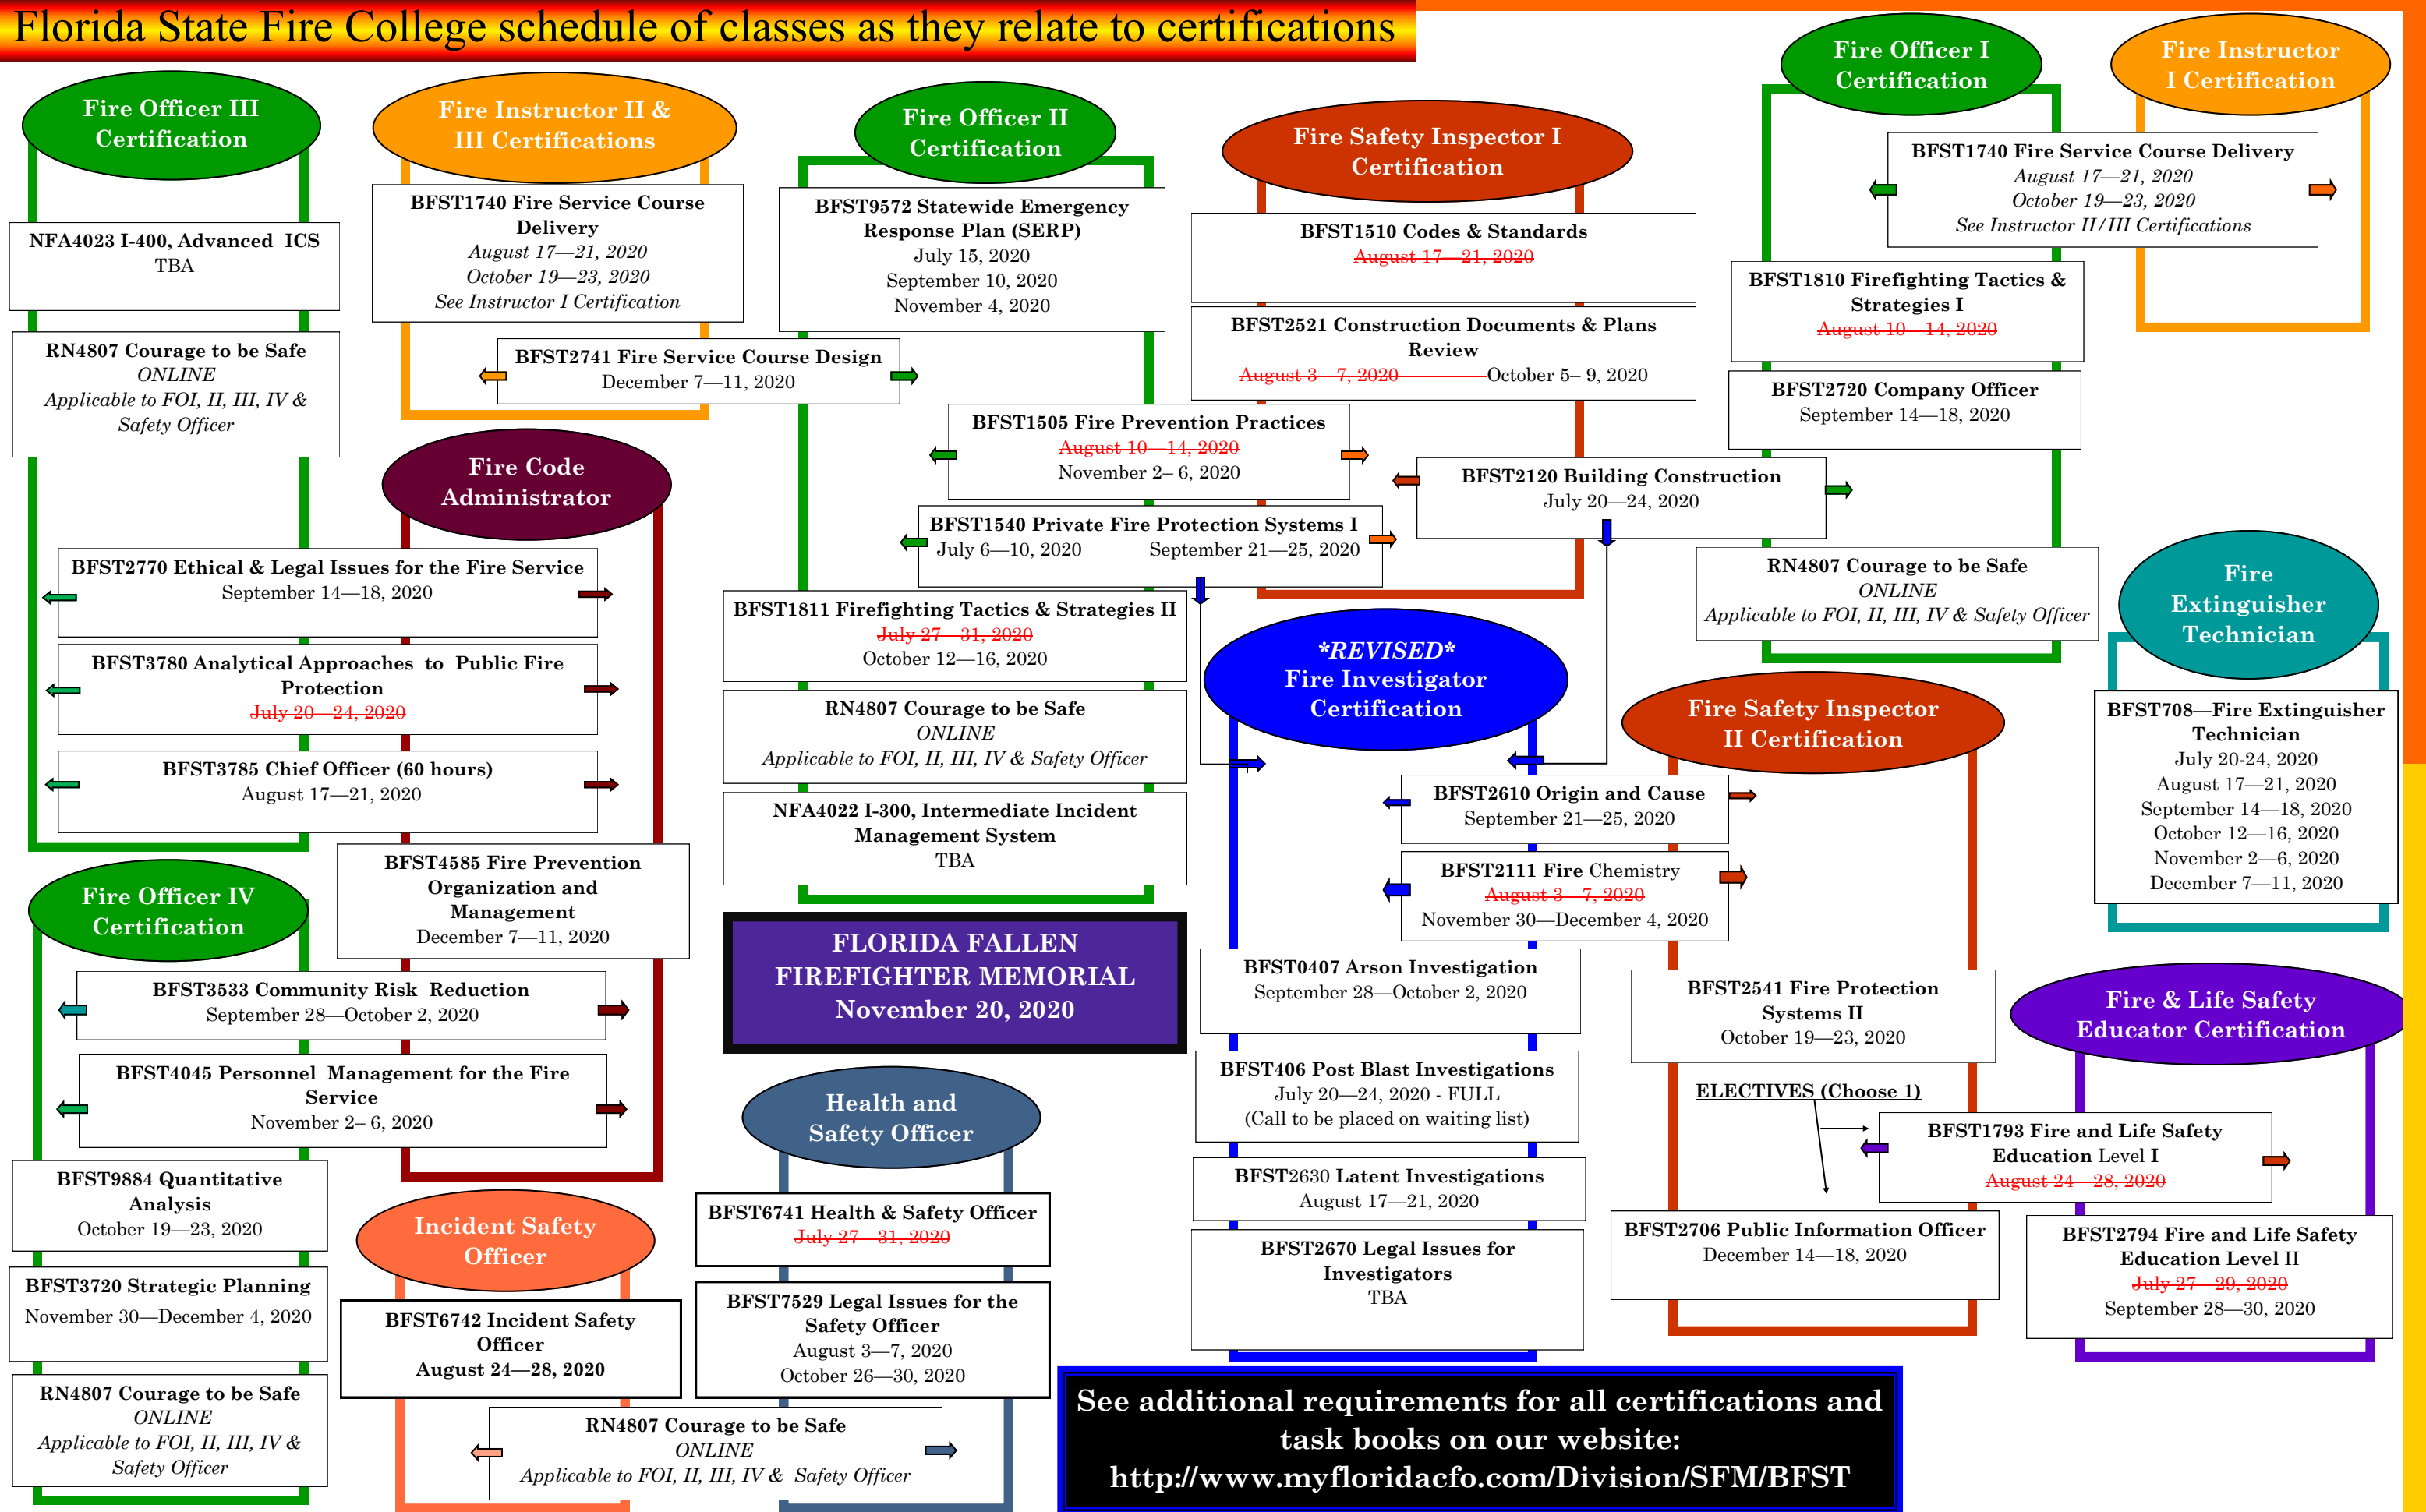 Florida State Fire College schedule of classes as they relate to certifications
Fire Officer III
Certification
NFA4023 I-400, Advanced ICS
TBA
RN4807 Courage to be Safe
ONLINE
Applicable to FOI, II, III, IV &
Safety Officer
Fire Instructor II &
III Certifications
BFST1740 Fire Service Course
Delivery
August 17—21, 2020
October 19—23, 2020
See Instructor I Certification
BFST2741 Fire Service Course Design
December 7—11, 2020
Fire Code
Administrator
BFST2770 Ethical & Legal Issues for the Fire Service
September 14—18, 2020
BFST3780 Analytical Approaches to Public Fire
Protection
July 20—24, 2020
BFST3785 Chief Officer (60 hours)
August 17—21, 2020
BFST4585 Fire Prevention
Organization and
Management
December 7—11, 2020
Fire Officer IV
Certification
BFST3533 Community Risk Reduction
September 28—October 2, 2020
BFST4045 Personnel Management for the Fire
Service
November 2– 6, 2020
BFST9884 Quantitative
Analysis
October 19—23, 2020
BFST3720 Strategic Planning
November 30—December 4, 2020
RN4807 Courage to be Safe
ONLINE
Applicable to FOI, II, III, IV &
Safety Officer
Incident Safety
Officer
BFST6742 Incident Safety
Officer
August 24—28, 2020
Fire Officer II
Certification
BFST9572 Statewide Emergency
Response Plan (SERP)
July 15, 2020
September 10, 2020
November 4, 2020
BFST1505 Fire Prevention Practices
August 10—14, 2020
November 2– 6, 2020
BFST1540 Private Fire Protection Systems I
July 6—10, 2020 September 21—25, 2020
BFST1811 Firefighting Tactics & Strategies II
July 27—31, 2020
October 12—16, 2020
RN4807 Courage to be Safe
ONLINE
Applicable to FOI, II, III, IV & Safety Officer
NFA4022 I-300, Intermediate Incident
Management System
TBA
FLORIDA FALLEN
FIREFIGHTER MEMORIAL
November 20, 2020
Health and
Safety Officer
BFST6741 Health & Safety Officer
July 27—31, 2020
BFST7529 Legal Issues for the
Safety Officer
August 3—7, 2020
October 26—30, 2020
RN4807 Courage to be Safe
ONLINE
Applicable to FOI, II, III, IV & Safety Officer
Fire Safety Inspector I
Certification
BFST1510 Codes & Standards
August 17—21, 2020
BFST2521 Construction Documents & Plans
Review
August 3—7, 2020 October 5– 9, 2020
BFST2120 Building Construction
July 20—24, 2020
*REVISED*
Fire Investigator
Certification
BFST2610 Origin and Cause
September 21—25, 2020
BFST2111 Fire Chemistry
August 3—7, 2020
November 30—December 4, 2020
BFST0407 Arson Investigation
September 28—October 2, 2020
BFST406 Post Blast Investigations
July 20—24, 2020 - FULL
(Call to be placed on waiting list)
BFST2630 Latent Investigations
August 17—21, 2020
BFST2670 Legal Issues for
Investigators
TBA
Fire Officer I
Certification
Fire Instructor
I Certification
BFST1740 Fire Service Course Delivery
August 17—21, 2020
October 19—23, 2020
See Instructor II/III Certifications
BFST1810 Firefighting Tactics &
Strategies I
August 10—14, 2020
BFST2720 Company Officer
September 14—18, 2020
RN4807 Courage to be Safe
ONLINE
Applicable to FOI, II, III, IV & Safety Officer
Fire Safety Inspector
II Certification
BFST2541 Fire Protection
Systems II
October 19—23, 2020
ELECTIVES (Choose 1)
BFST1793 Fire and Life Safety
Education Level I
August 24—28, 2020
BFST2706 Public Information Officer
December 14—18, 2020
Fire
Extinguisher
Technician
BFST708—Fire Extinguisher
Technician
July 20-24, 2020
August 17—21, 2020
September 14—18, 2020
October 12—16, 2020
November 2—6, 2020
December 7—11, 2020
Fire & Life Safety
Educator Certification
BFST2794 Fire and Life Safety
Education Level II
July 27—29, 2020
September 28—30, 2020
See additional requirements for all certifications and
task books on our website:
http://www.myfloridacfo.com/Division/SFM/BFST